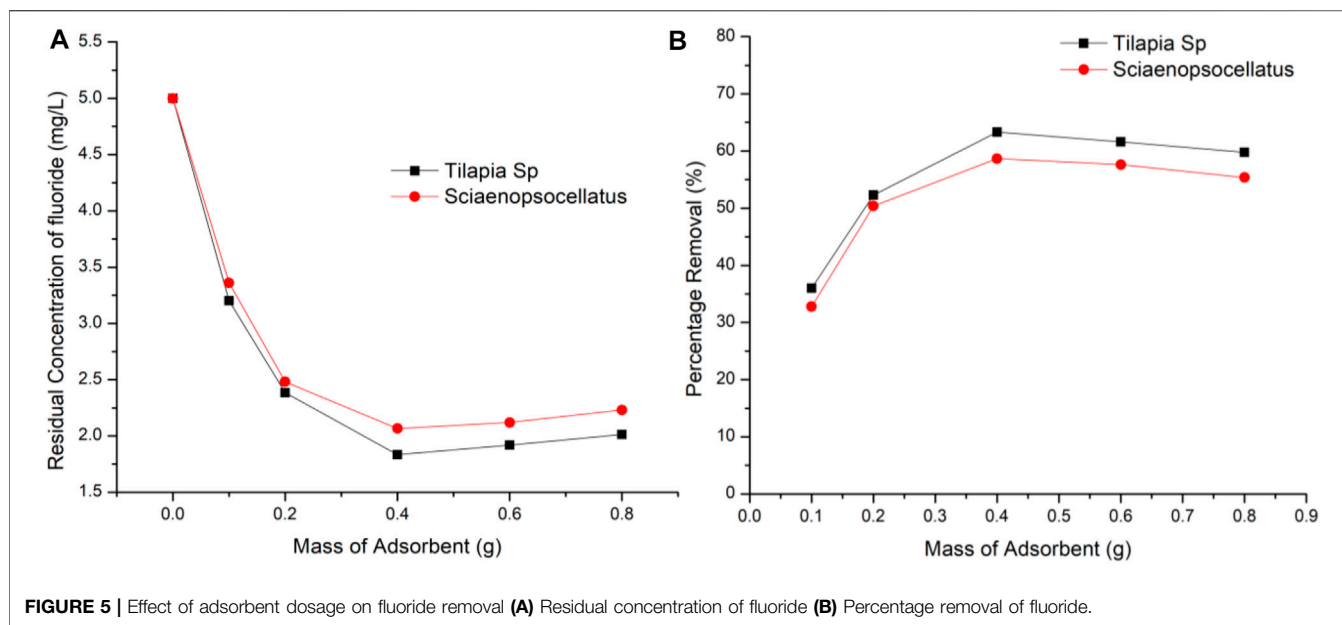 A
5.5
5.0
4.5
4.0
3.5
3.0
2.5
2.0
1.5
Residual Concentration of fluoride (mg/L)
Tilapia Sp
Sciaenopsocellatus
0.0 0.2 0.4 0.6 0.8
Mass of Adsorbent (g)
B
80
70
60
50
40
30
20
10
0
Percentage Removal (%)
Tilapia Sp
Sciaenopsocellatus
0.0 0.1 0.2 0.3 0.4 0.5 0.6 0.7 0.8 0.9
Mass of Adsorbent (g)
FIGURE 5 | Effect of adsorbent dosage on fluoride removal (A) Residual concentration of fluoride (B) Percentage removal of fluoride.